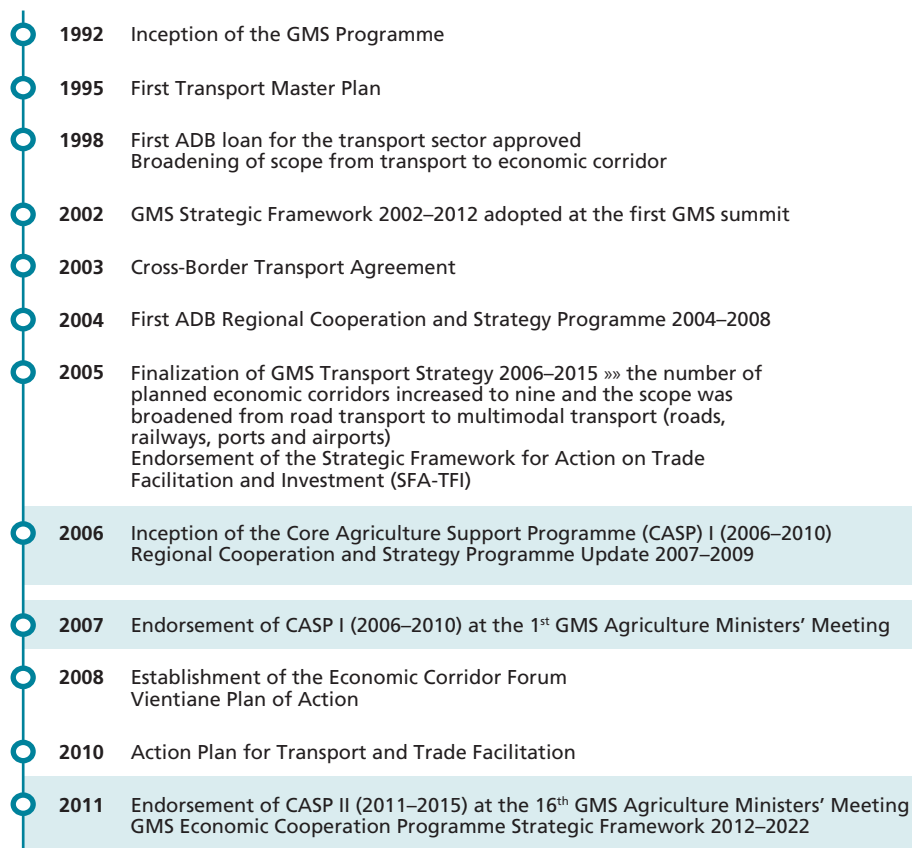 1992 Inception of the GMS Programme
1995 First Transport Master Plan
1998 First ADB loan for the transport sector approved
Broadening of scope from transport to economic corridor
2002 GMS Strategic Framework 2002–2012 adopted at the first GMS summit
2003 Cross-Border Transport Agreement
2004 First ADB Regional Cooperation and Strategy Programme 2004–2008
2005 Finalization of GMS Transport Strategy 2006–2015 »» the number of
planned economic corridors increased to nine and the scope was
broadened from road transport to multimodal transport (roads,
railways, ports and airports)
Endorsement of the Strategic Framework for Action on Trade
Facilitation and Investment (SFA-TFI)
2006 Inception of the Core Agriculture Support Programme (CASP) I (2006–2010)
Regional Cooperation and Strategy Programme Update 2007–2009
2007 Endorsement of CASP I (2006–2010) at the 1st GMS Agriculture Ministers’ Meeting
2008 Establishment of the Economic Corridor Forum
Vientiane Plan of Action
2010 Action Plan for Transport and Trade Facilitation
2011 Endorsement of CASP II (2011–2015) at the 16th GMS Agriculture Ministers’ Meeting
GMS Economic Cooperation Programme Strategic Framework 2012–2022